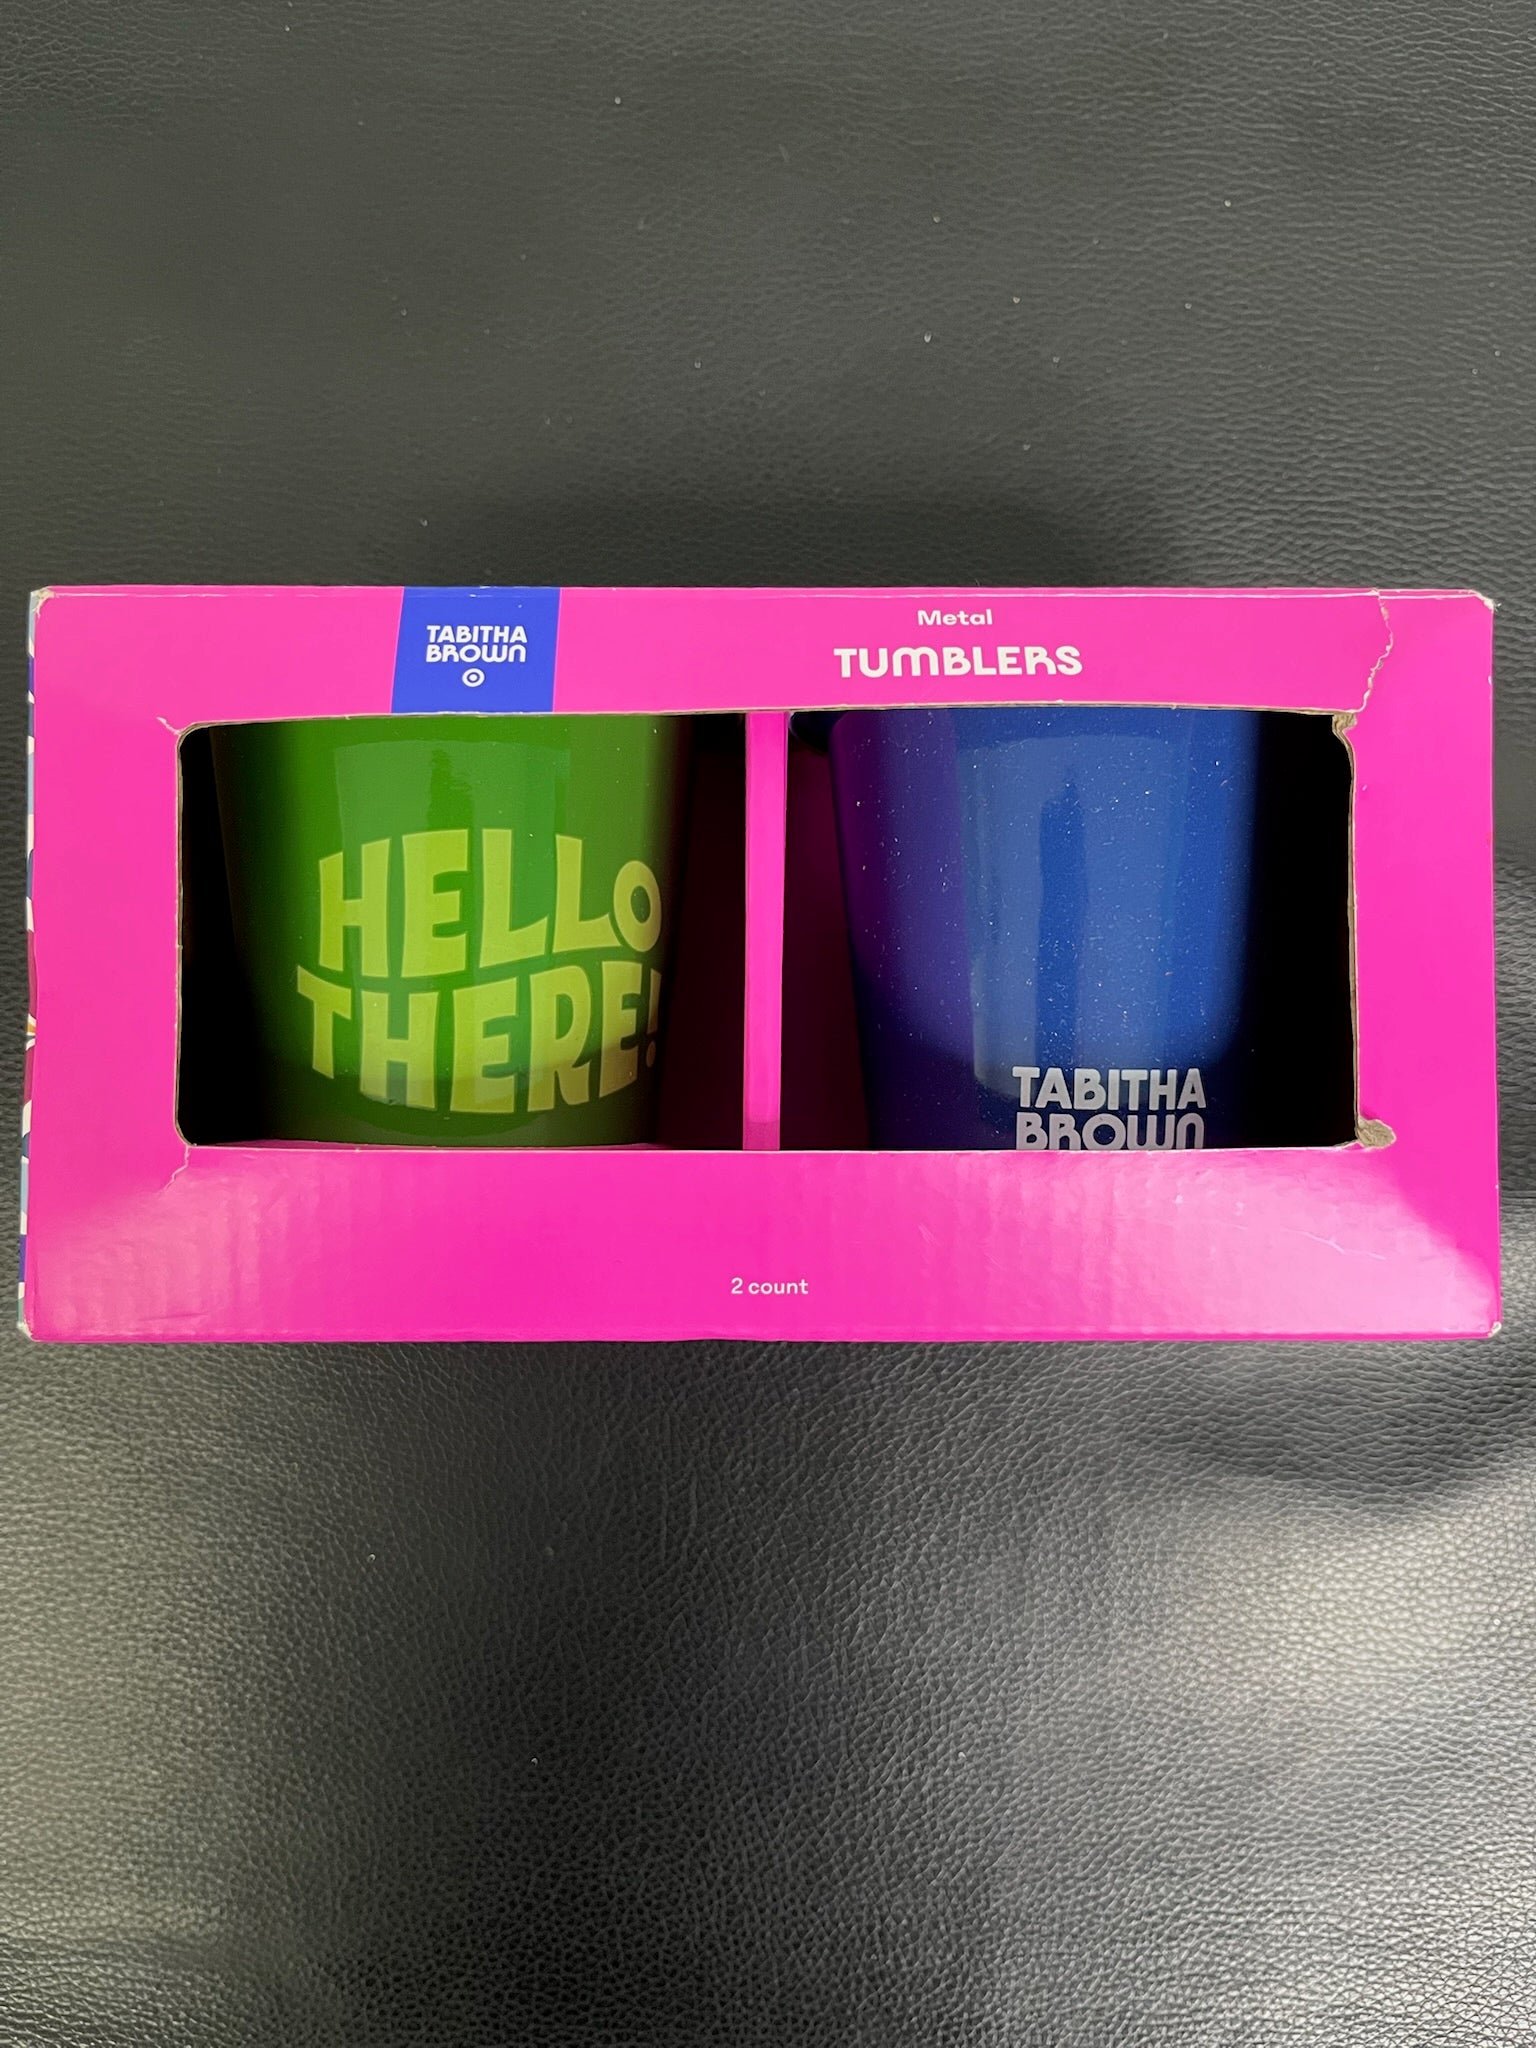 TABITHA
BROWN
Metal
TUMBLERS
HELLO
THERE!
TABITHA
BROWN
2 count